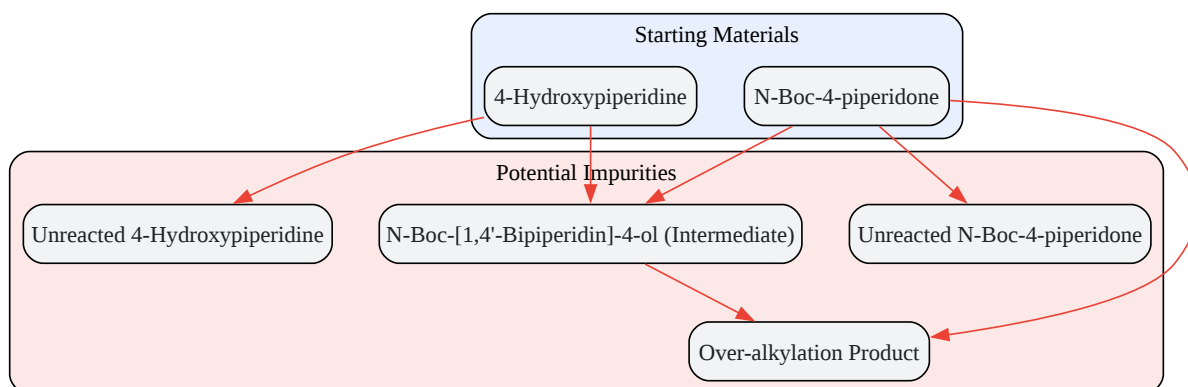 Starting Materials
4-Hydroxypiperidine
N-Boc-4-piperidone
Potential Impurities
Unreacted 4-Hydroxypiperidine
N-Boc-[1,4'-Bipiperidin]-4-ol (Intermediate)
Unreacted N-Boc-4-piperidone
Over-alkylation Product